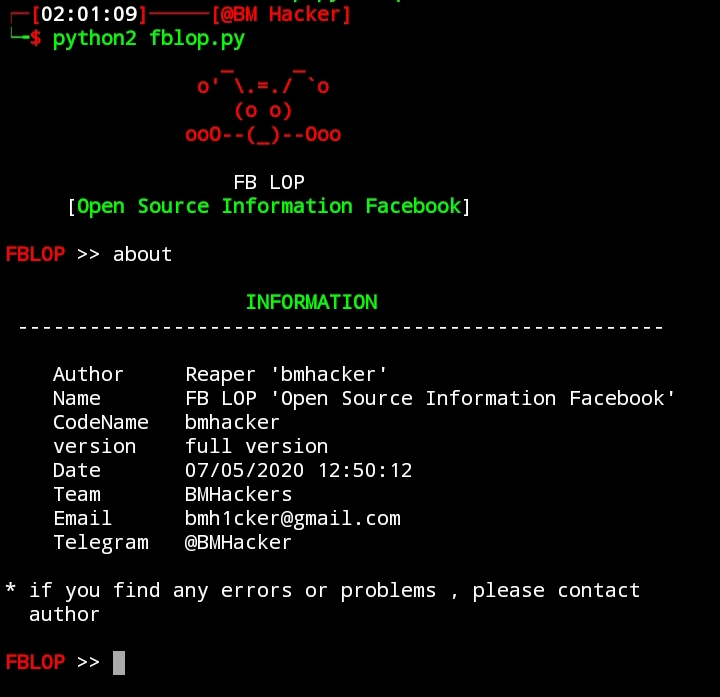 ┌─[02:01:09]────[@BM Hacker]
└─$ python2 fblop.py
_     _
o' \.=./ `o
(o o)
ooO--(_)--Ooo
FB LOP
[Open Source Information Facebook]
FBLOP >> about
INFORMATION
------------------------------------------------------
Author Reaper 'bmhacker'
Name FB LOP 'Open Source Information Facebook'
CodeName bmhacker
version full version
Date 07/05/2020 12:50:12
Team BMHackers
Email bmh1cker@gmail.com
Telegram @BMHacker
* if you find any errors or problems , please contact
author
FBLOP >>